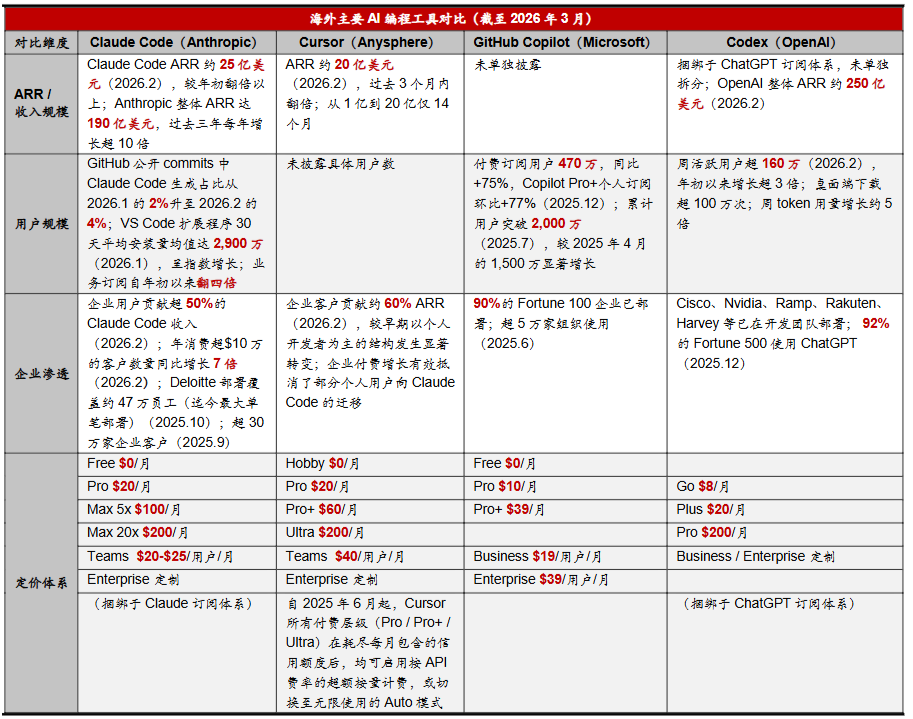 海外主要 AI 编程工具对比（截至 2026 年 3 月）
对比维度
Claude Code（Anthropic）
Cursor（Anysphere）
GitHub Copilot（Microsoft）
Codex（OpenAI）
ARR /
收入规模
Claude Code ARR 约 25 亿美
元（2026.2），较年初翻倍以
上；Anthropic 整体 ARR 达
190 亿美元，过去三年每年增
长超 10 倍
ARR 约 20 亿美元
（2026.2），过去 3 个月内
翻倍；从 1 亿到 20 亿仅 14
个月
未单独披露
捆绑于 ChatGPT 订阅体系，未单独
拆分；OpenAI 整体 ARR 约 250 亿
美元（2026.2）
用户规模
GitHub 公开 commits 中
Claude Code 生成占比从
2026.1 的 2%升至 2026.2 的
4%；VS Code 扩展程序 30
天平均安装量均值达 2,900 万
（2026.1），呈指数增长；业
务订阅自年初以来翻四倍
未披露具体用户数
付费订阅用户 470 万，同比
+75%，Copilot Pro+个人订阅
环比+77%（2025.12）；累计
用户突破 2,000 万
（2025.7），较 2025 年 4 月
的 1,500 万显著增长
周活跃用户超 160 万（2026.2），
年初以来增长超 3 倍；桌面端下载
超 100 万次；周 token 用量增长约 5
倍
企业渗透
企业用户贡献超 50%的
Claude Code 收入
（2026.2）；年消费超$10 万
的客户数量同比增长 7 倍
（2026.2）；Deloitte 部署覆
盖约 47 万员工（迄今最大单
笔部署）（2025.10）；超 30
万家企业客户（2025.9）
企业客户贡献约 60% ARR
（2026.2），较早期以个人开
发者为主的结构发生显著
转变；企业付费增长有效抵
消了部分个人用户向 Claude
Code 的迁移
90%的 Fortune 100 企业已部
署；超 5 万家组织使用
（2025.6）
Cisco、Nvidia、Ramp、Rakuten、
Harvey 等已在开发团队部署； 92%
的 Fortune 500 使用 ChatGPT
（2025.12）
定价体系
Free $0/月
Hobby $0/月
Free $0/月
Pro $20/月
Pro $20/月
Pro $10/月
Go $8/月
Max 5x $100/月
Pro+ $60/月
Pro+ $39/月
Plus $20/月
Max 20x $200/月
Ultra $200/月
Pro $200/月
Teams $20-$25/用户/月
Teams $40/用户/月
Business $19/用户/月
Business / Enterprise 定制
Enterprise 定制
Enterprise 定制
Enterprise $39/用户/月
（捆绑于 Claude 订阅体系）
自 2025 年 6 月起，Cursor
所有付费层级（Pro / Pro+ /
Ultra）在耗尽每月包含的信
用额度后，均可启用按 API
费率的超额按量计费，或切
换至无限使用的 Auto 模式
（捆绑于 ChatGPT 订阅体系）